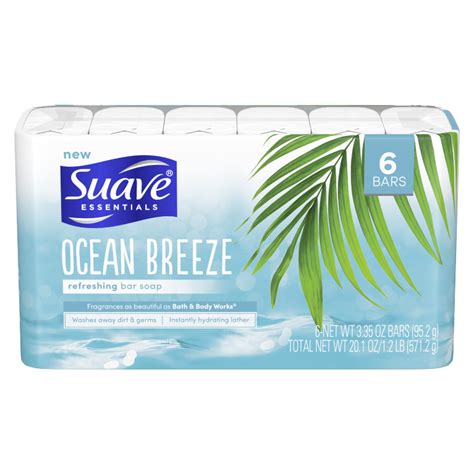 new
Suave®
ESSENTIALS
OCEAN BREEZE
refreshing bar soap
Fragrances as beautiful as Bath & Body Works®
Washes away dirt & germs | Instantly hydrating lather
6 BARS
6-NET WT 3.35 OZ BARS (95.2g)
TOTAL NET WT 20.1 OZ/1.2 LB (571.2g)